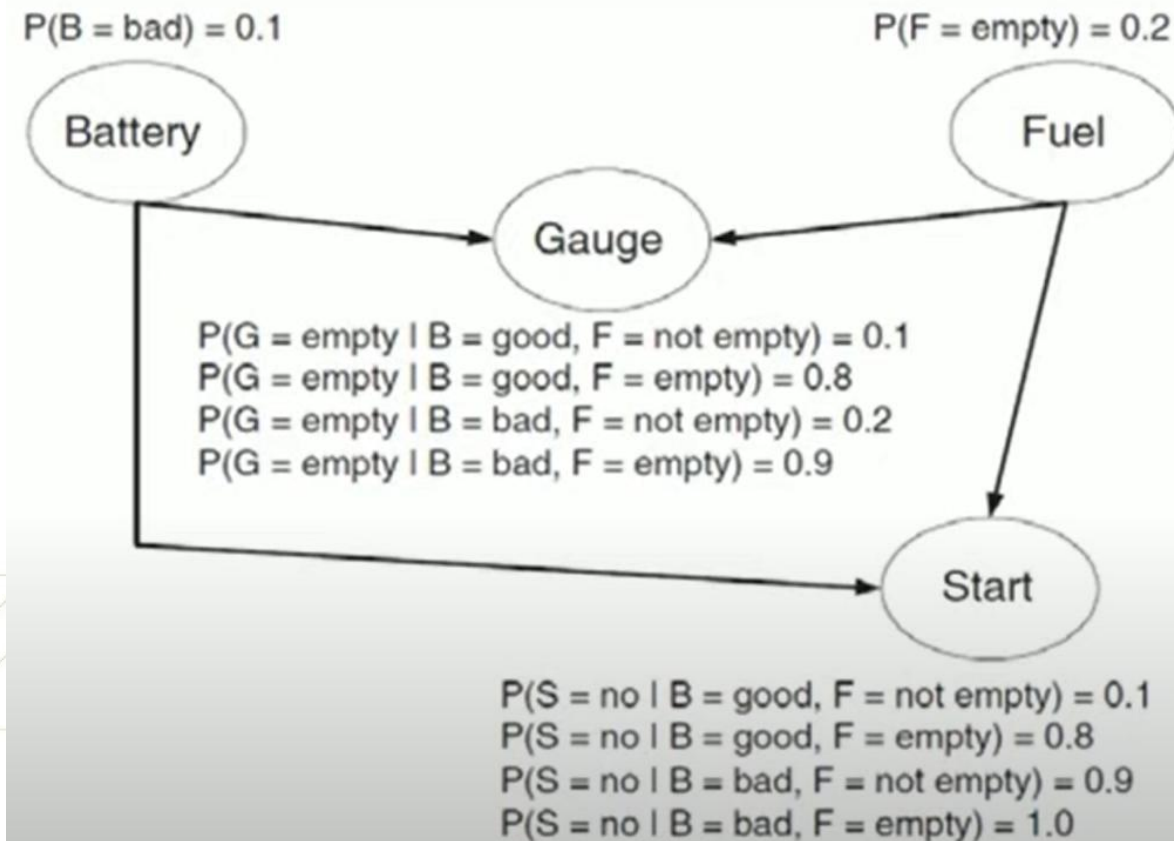 P(B = bad) = 0.1
P(F = empty) = 0.2
Battery
Fuel
Gauge
P(G = empty | B = good, F = not empty) = 0.1
P(G = empty | B = good, F = empty) = 0.8
P(G = empty | B = bad, F = not empty) = 0.2
P(G = empty | B = bad, F = empty) = 0.9
Start
P(S = no | B = good, F = not empty) = 0.1
P(S = no | B = good, F = empty) = 0.8
P(S = no | B = bad, F = not empty) = 0.9
P(S = no | B = bad, F = empty) = 1.0